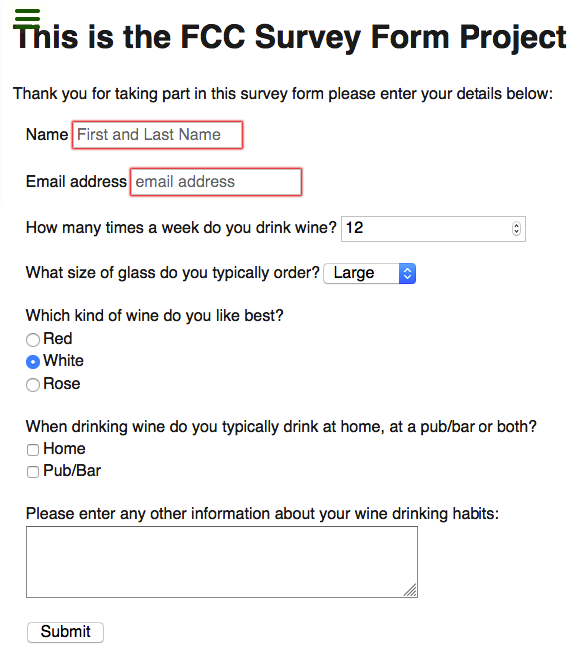 This is the FCC Survey Form Project
Thank you for taking part in this survey form please enter your details below:
Name First and Last Name
Email address email address
How many times a week do you drink wine? 12
What size of glass do you typically order? Large
Which kind of wine do you like best?
Red
White
Rose
When drinking wine do you typically drink at home, at a pub/bar or both?
Home
Pub/Bar
Please enter any other information about your wine drinking habits:
Submit